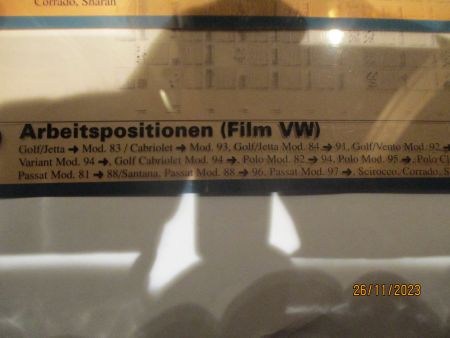 Corrado, Sharan
Arbeitspositionen (Film VW)
Golf/Jetta ➔ Mod. 83 / Cabriolet ➔ Mod. 93, Golf/Jetta Mod. 84 ➔ 91, Golf/Vento Mod. 92 ➔
Variant Mod. 94 ➔, Golf Cabriolet Mod. 94 ➔, Polo Mod. 82 ➔ 94, Polo Mod. 95 ➔, Polo Cl
Passat Mod. 81 ➔ 88/Santana, Passat Mod. 88 ➔ 96, Passat Mod. 97 ➔, Scirocco, Corrado, S
26/11/2023